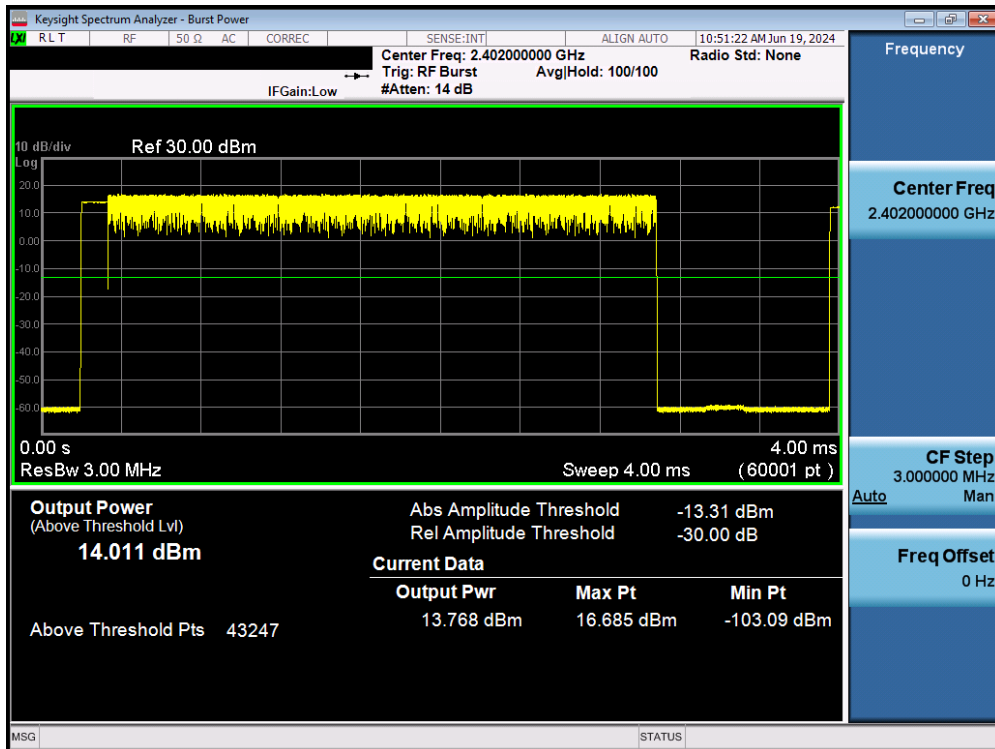 Keysight Spectrum Analyzer - Burst Power
LXI RLT RF 50 Ω AC CORREC SENSE:INT ALIGN AUTO 10:51:22 AM Jun 19, 2024
Center Freq: 2.402000000 GHz Radio Std: None
Trig: RF Burst Avg|Hold: 100/100
IFGain:Low #Atten: 14 dB
Frequency
10 dB/div Ref 30.00 dBm
Log
20.0
10.0
0.00
-10.0
-20.0
-30.0
-40.0
-50.0
-60.0
0.00 s 4.00 ms
ResBw 3.00 MHz Sweep 4.00 ms (60001 pt )
Center Freq
2.402000000 GHz
CF Step
3.000000 MHz
Auto Man
Freq Offset
0 Hz
Output Power
(Above Threshold Lvl)
14.011 dBm
Above Threshold Pts 43247
Abs Amplitude Threshold -13.31 dBm
Rel Amplitude Threshold -30.00 dB
Current Data
Output Pwr Max Pt Min Pt
13.768 dBm 16.685 dBm -103.09 dBm
MSG STATUS